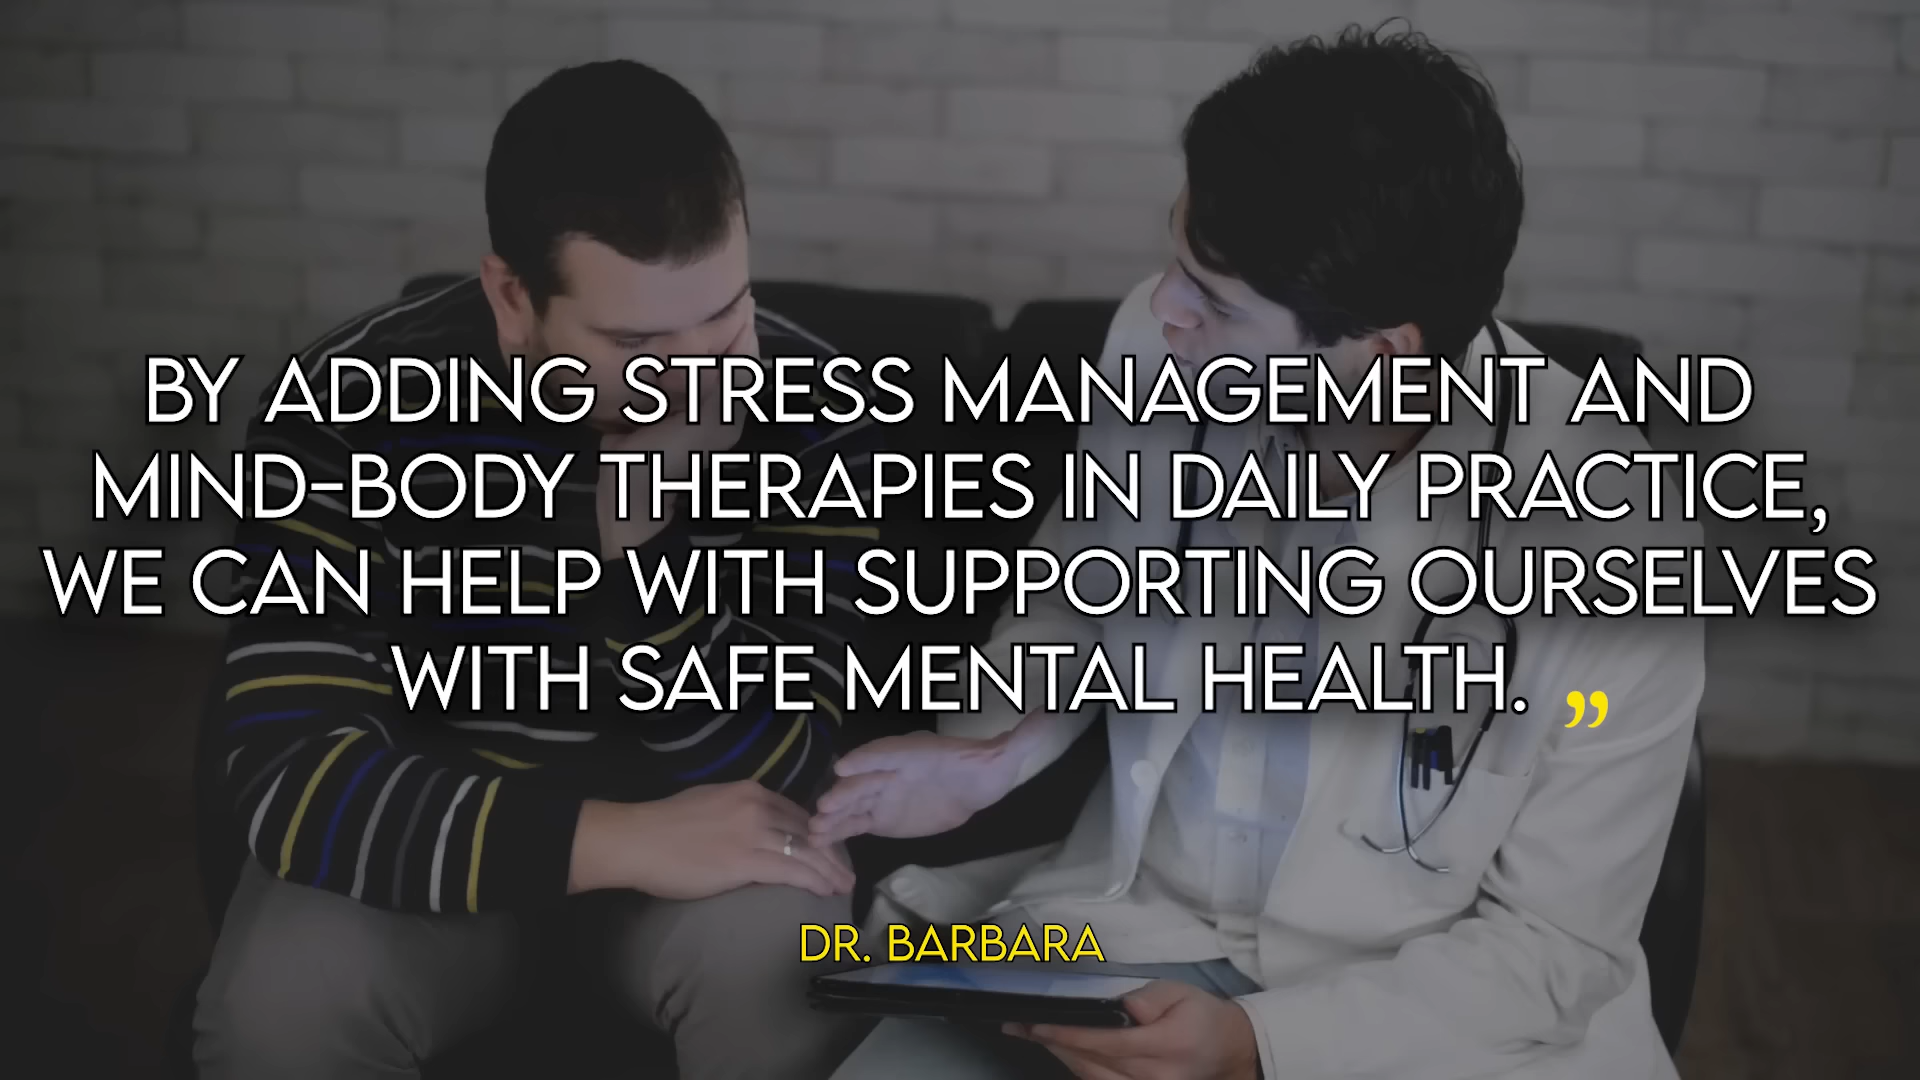 BY ADDING STRESS MANAGEMENT AND
MIND-BODY THERAPIES IN DAILY PRACTICE,
WE CAN HELP WITH SUPPORTING OURSELVES
WITH SAFE MENTAL HEALTH. ”
DR. BARBARA